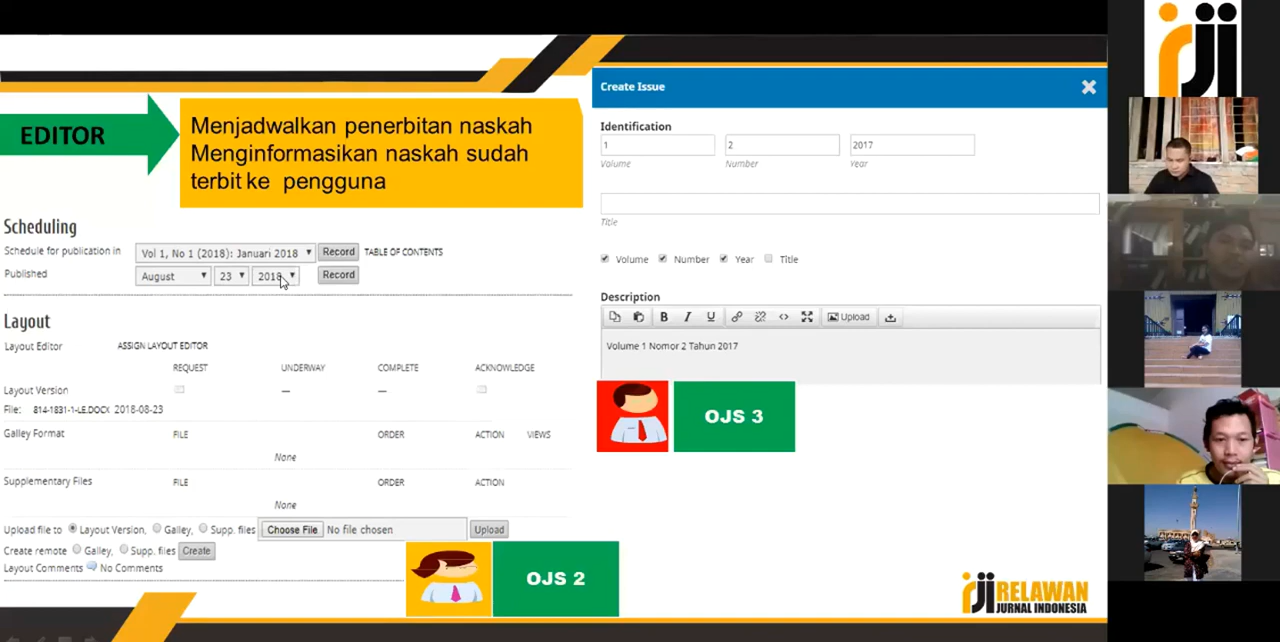 EDITOR
Menjadwalkan penerbitan naskah
Menginformasikan naskah sudah
terbit ke pengguna
Scheduling
Schedule for publication in Vol 1, No 1 (2018): Januari 2018 Record TABLE OF CONTENTS
Published August 23 2018 Record
Layout
Layout Editor ASSIGN LAYOUT EDITOR
REQUEST UNDERWAY COMPLETE ACKNOWLEDGE
Layout Version — —
File: 814-1831-1-LE.DOCX 2018-08-23
Galley Format FILE ORDER ACTION VIEWS
None
Supplementary Files FILE ORDER ACTION
None
Upload file to Layout Version, Galley, Supp. files Choose File No file chosen Upload
Create remote Galley, Supp. files Create
Layout Comments No Comments
OJS 2
Create Issue
Identification
1 2 2017
Volume Number Year
Title
Volume Number Year Title
Description
B I U Upload
Volume 1 Nomor 2 Tahun 2017
OJS 3
rji RELAWAN
JURNAL INDONESIA
rji